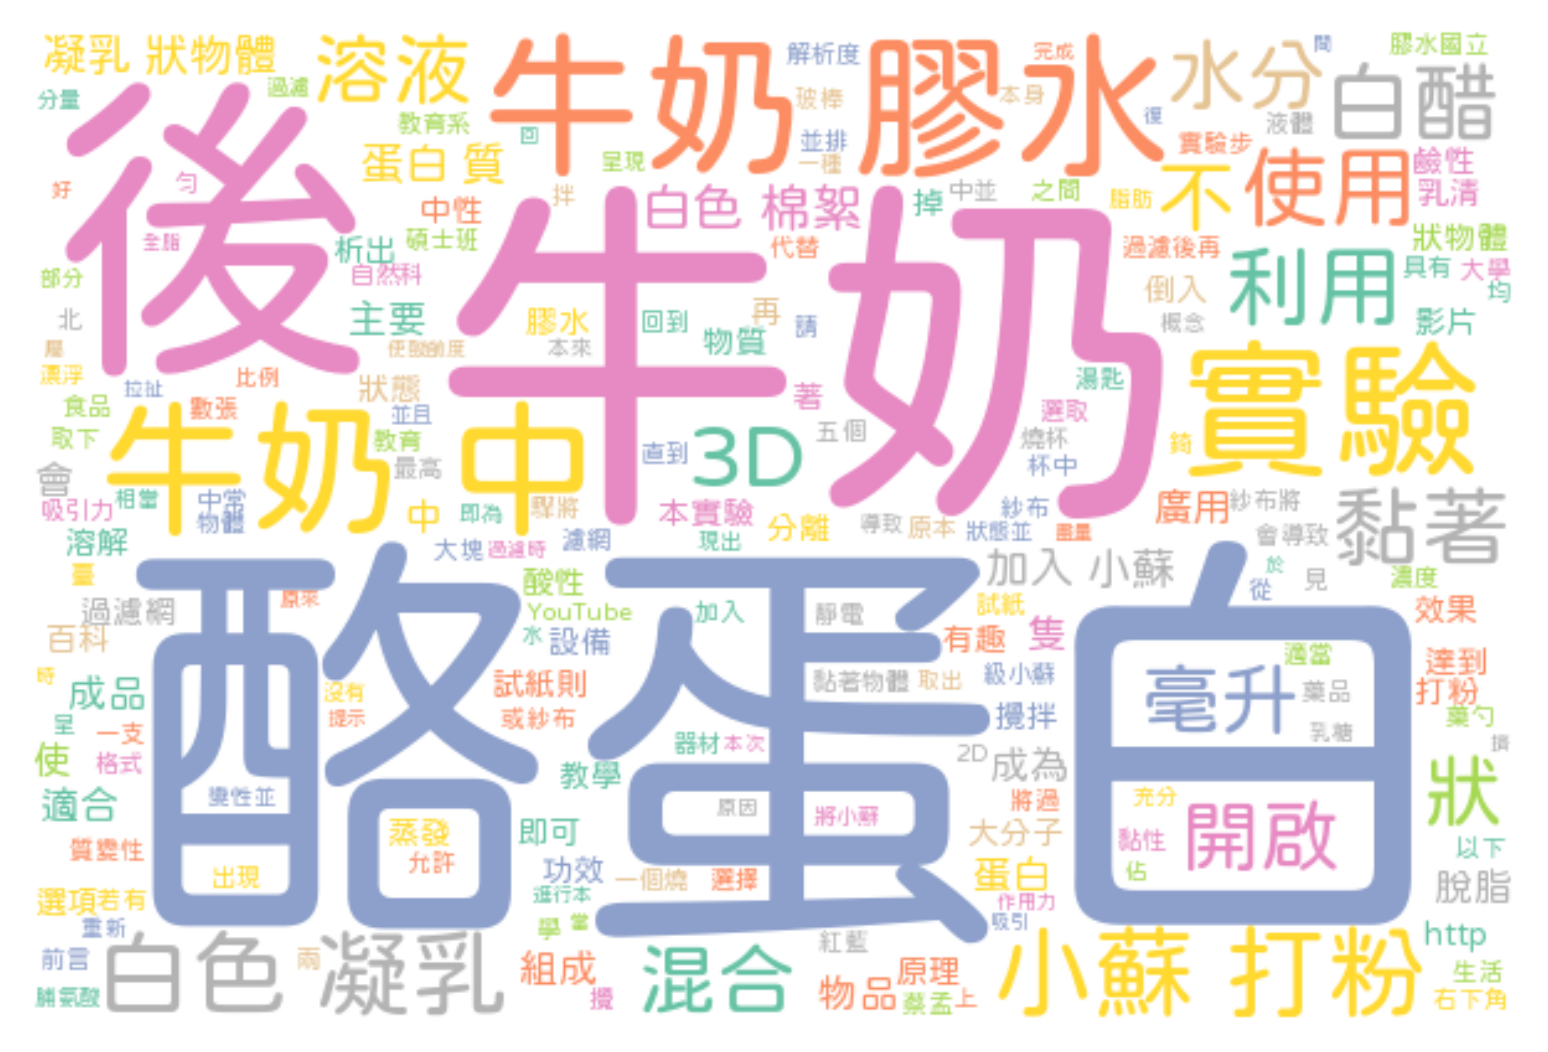 凝乳 狀物體
溶液
牛奶 膠水
解析度
完成
水分
間
膠水國立
分量
過濾
後
教育系
回
玻棒
本身
復
液體
白醋
並排
實驗步
蛋白 質
呈現
一種
不
使用
鹼性
好
勻
中性
拌
白色 棉絮
掉
中並
之間
脂肪
乳清
全脂
析出
碩士班
牛奶
代替
過濾後再
利用
狀物體
部分
自然科
具有
大學
均
北
主要
膠水
回到
再
請
倒入
概念
影片
屬
漂浮
本來
物質
拉扯
比例
狀態
著
湯匙
實驗
食品
數張
並且
選取
取下
牛奶 中
教育
3D
五個
燒杯
錡
會
最高
直到
杯中
吸引力
相當
中常
物體
中
即為
驟將
本實驗
分離
導致
原本
紗布
狀態並
重量
廣用
紗布將
黏著
溶解
大塊
過濾時
濾網
現出
會導致
臺
酪蛋白
酸性
加入 小蘇
於
從
見
濃度
過濾網
原來
YouTube
加入
靜電
試紙
效果
百科
水
設備
有趣
隻
適當
達到
時
成品
沒有
試紙則
黏著物體
取出
級小蘇
毫升
藥品
打粉
呈
一支
提示
或紗布
攪拌
乳糖
藥勺
使
格式
器材
本次
2D
成為
損
適合
變性並
教學
原因
將小蘇
將過
充分
狀
質變性
蒸發
允許
即可
大分子
黏性
開啟
以下
出現
功效
一個燒
選擇
蛋白
佔
脫脂
選項
若有
進行本
作用力
重新
學
當
吸引
前言
白色 凝乳
兩
紅藍
http
脯氨酸
組成
攪
混合
物品
原理
蔡孟
上
小蘇 打粉
生活
右下角